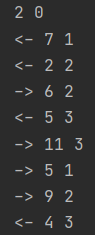 2 0
<- 7 1
<- 2 2
-> 6 2
<- 5 3
-> 11 3
-> 5 1
-> 9 2
<- 4 3